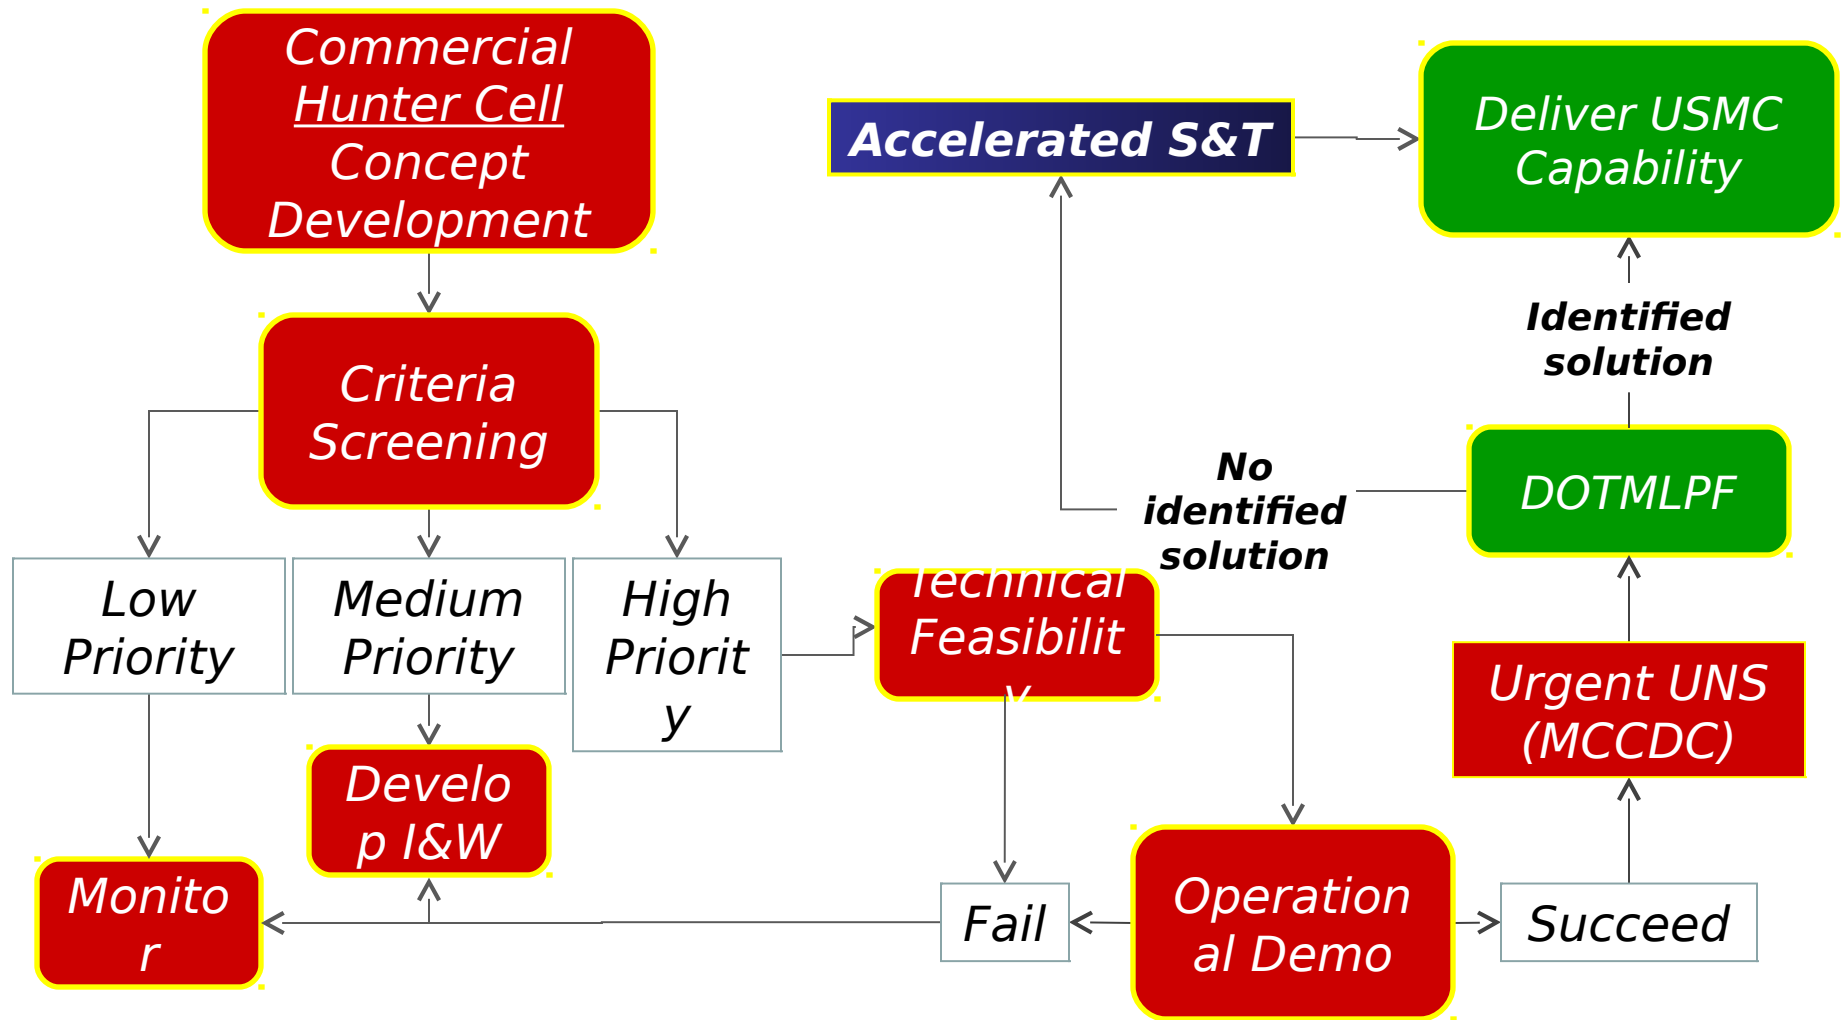 Commercial
Hunter Cell
Concept
Development
Accelerated S&T
Deliver USMC
Capability
Identified
solution
Criteria
Screening
No
identified
solution
DOTMLPF
Low
Priority
Medium
Priority
High
Priorit
y
Technical
Feasibilit
y
Urgent UNS
(MCCDC)
Develo
p I&W
Monito
r
Fail
Operation
al Demo
Succeed